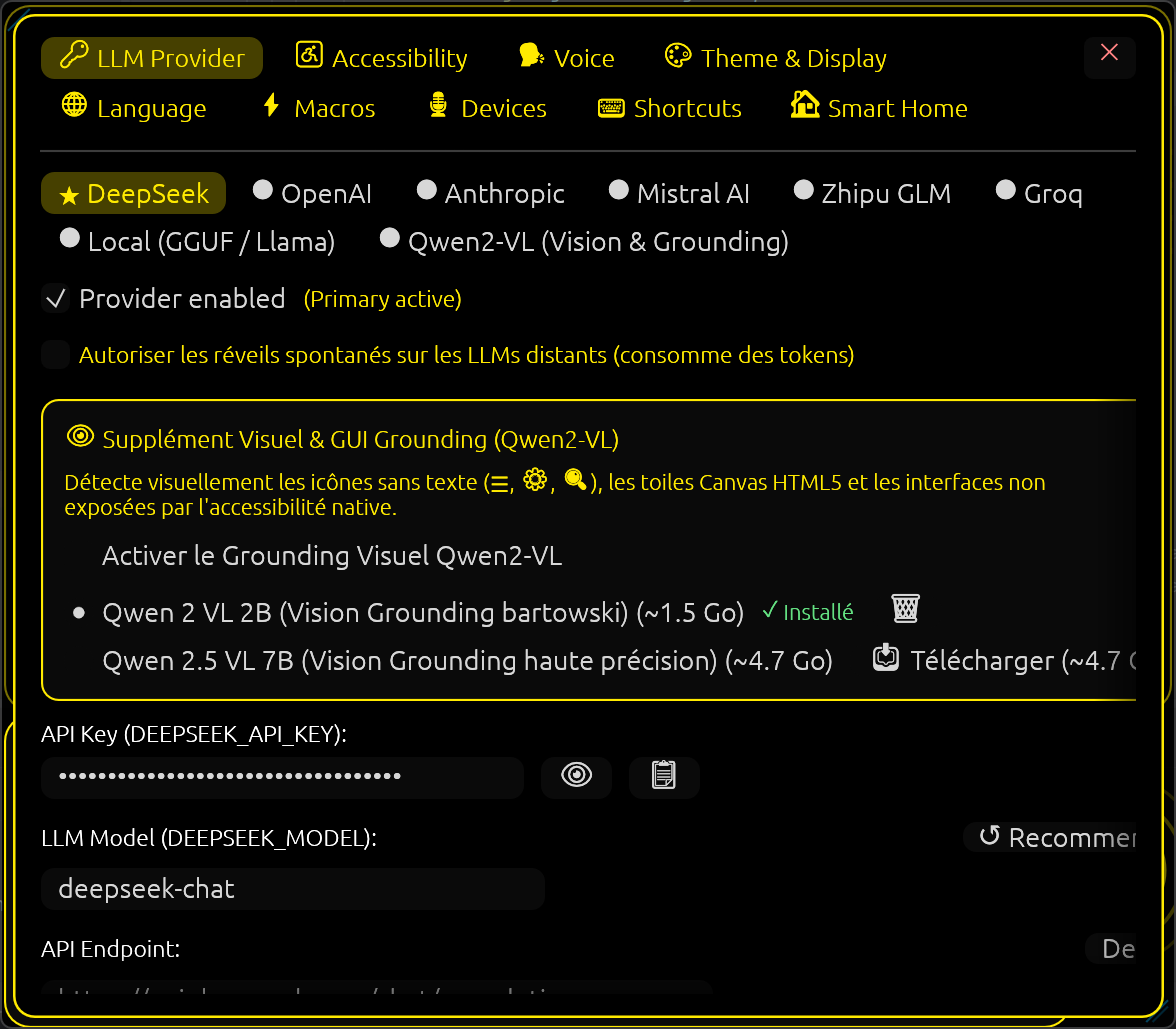 LLM Provider Accessibility Voice Theme & Display
Language Macros Devices Shortcuts Smart Home
DeepSeek OpenAI Anthropic Mistral AI Zhipu GLM Groq
Local (GGUF / Llama) Qwen2-VL (Vision & Grounding)
Provider enabled (Primary active)
Autoriser les réveils spontanés sur les LLMs distants (consomme des tokens)
Supplément Visuel & GUI Grounding (Qwen2-VL)
Détecte visuellement les icônes sans texte (☰, ⚙, 🔍), les toiles Canvas HTML5 et les interfaces non
exposées par l'accessibilité native.
Activer le Grounding Visuel Qwen2-VL
Qwen 2 VL 2B (Vision Grounding bartowski) (~1.5 Go) ✓ Installé
Qwen 2.5 VL 7B (Vision Grounding haute précision) (~4.7 Go) Télécharger (~4.7
API Key (DEEPSEEK_API_KEY):
LLM Model (DEEPSEEK_MODEL):
↺ Recommen
deepseek-chat
API Endpoint:
De